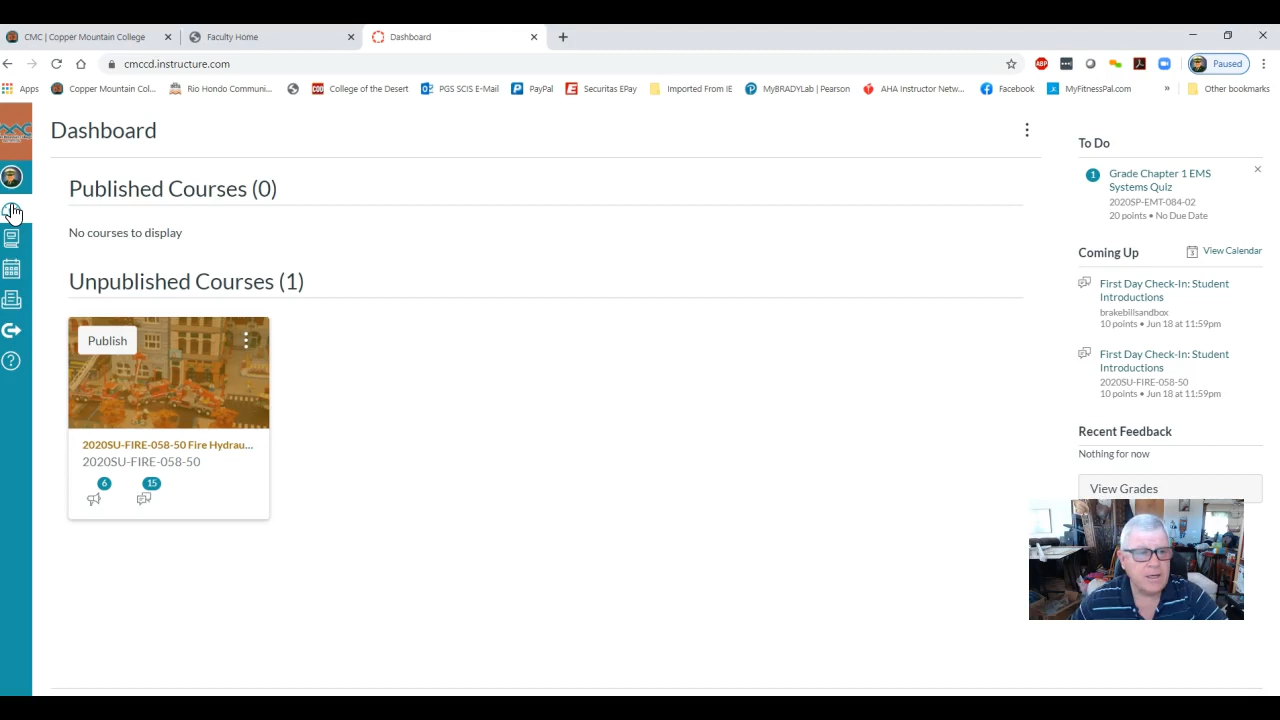 CMC | Copper Mountain College
Faculty Home
Dashboard
cmccd.instructure.com
ABP
Paused
Apps
Copper Mountain Col...
Rio Hondo Communi...
College of the Desert
PGS SCIS E-Mail
PayPal
Securitas EPay
Imported From IE
MyBRADYLab | Pearson
AHA Instructor Netw...
Facebook
MyFitnessPal.com
»
Other bookmarks
Dashboard
Published Courses (0)
No courses to display
Unpublished Courses (1)
Publish
2020SU-FIRE-058-50 Fire Hydrau...
2020SU-FIRE-058-50
6
15
To Do
1
Grade Chapter 1 EMS
Systems Quiz
2020SP-EMT-084-02
20 points • No Due Date
Coming Up
3
View Calendar
First Day Check-In: Student
Introductions
brakebillsandbox
10 points • Jun 18 at 11:59pm
First Day Check-In: Student
Introductions
2020SU-FIRE-058-50
10 points • Jun 18 at 11:59pm
Recent Feedback
Nothing for now
View Grades